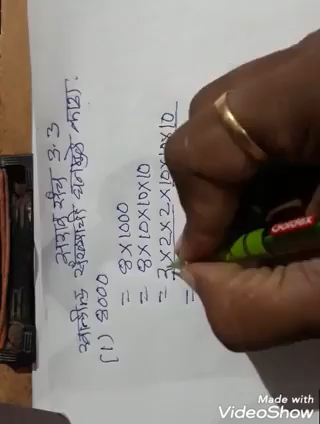 सराव संच 3.3
खालील संख्यांची घनमुळे काढा.
(1) 8000
= 8×1000
= 8×10×10×10
= 2×2×2×10×10×10
=
cello
Made with
VideoShow